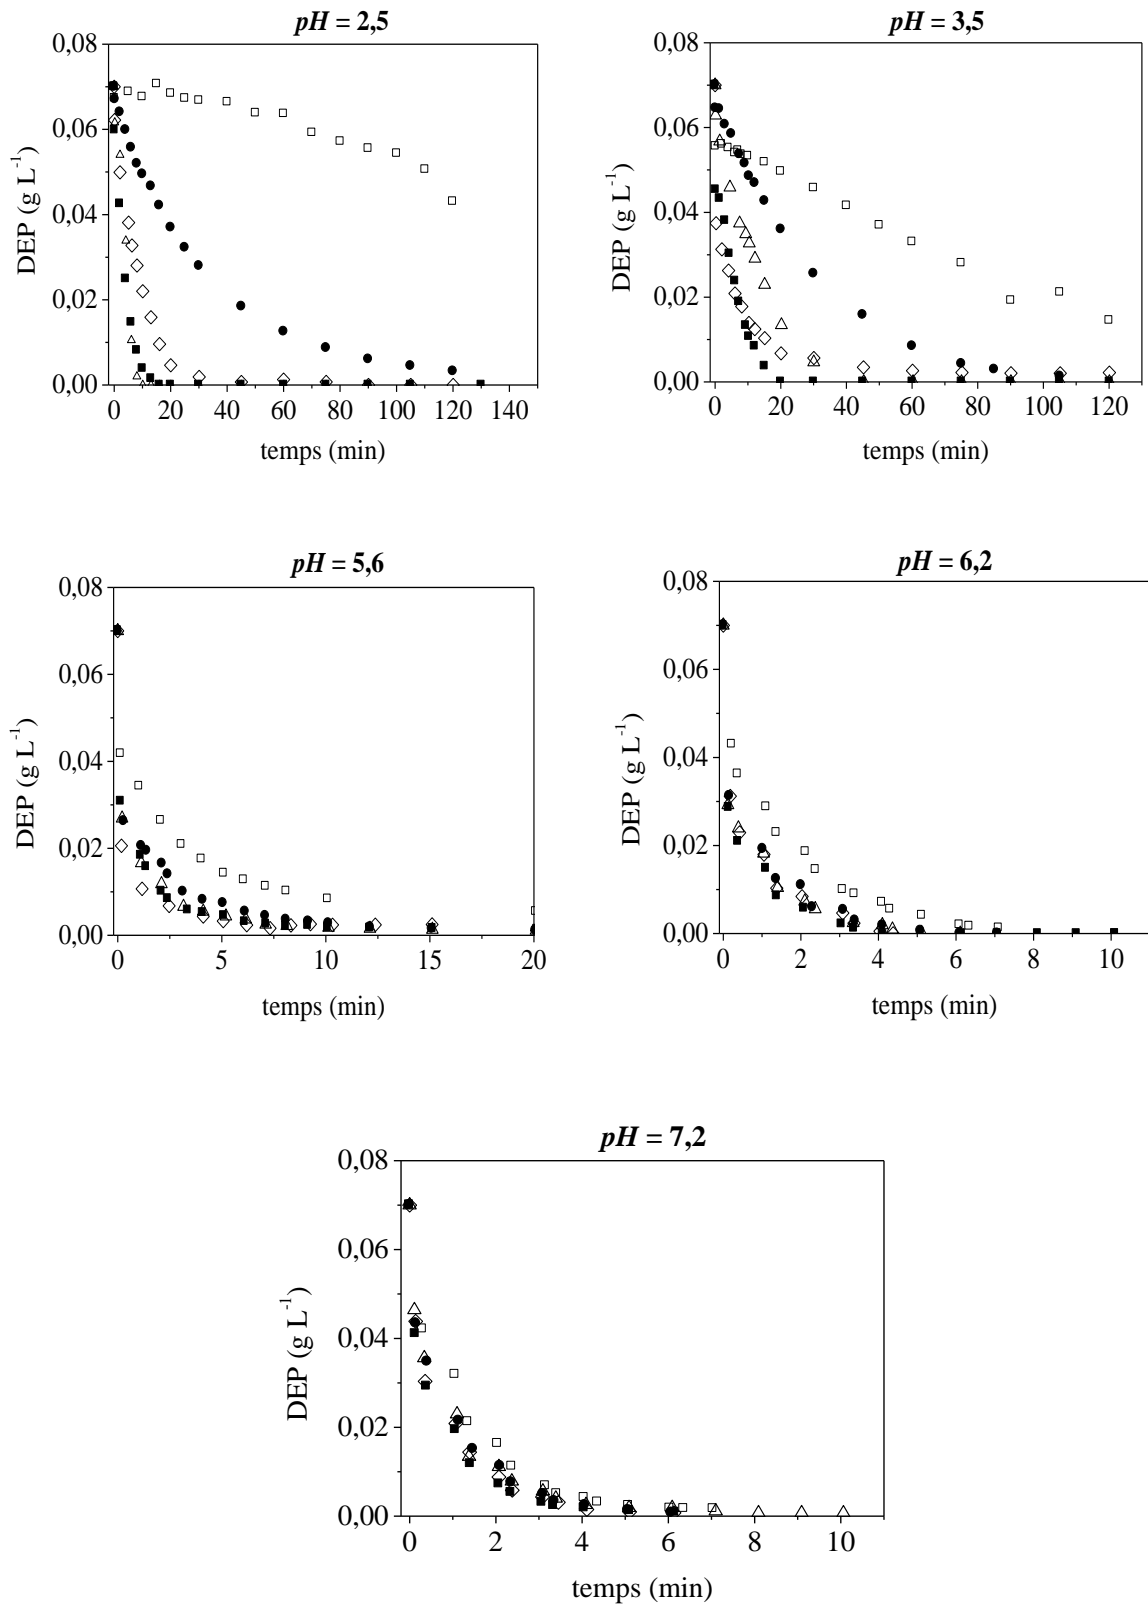 pH = 2,5
0,08
0,06
0,04
0,02
0,00
DEP (g L-1)
0 20 40 60 80 100 120 140
temps (min)
pH = 3,5
0,08
0,06
0,04
0,02
0,00
DEP (g L-1)
0 20 40 60 80 100 120
temps (min)
pH = 5,6
0,08
0,06
0,04
0,02
0,00
DEP (g L-1)
0 5 10 15 20
temps (min)
pH = 6,2
0,08
0,06
0,04
0,02
0,00
DEP (g L-1)
0 2 4 6 8 10
temps (min)
pH = 7,2
0,08
0,06
0,04
0,02
0,00
DEP (g L-1)
0 2 4 6 8 10
temps (min)